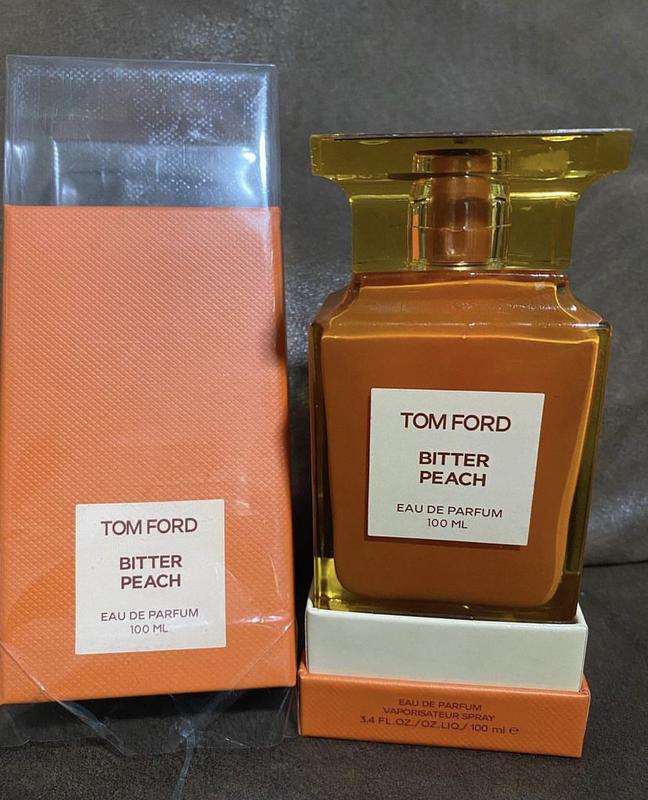 TOM FORD
BITTER
PEACH
EAU DE PARFUM
100 ML
TOM FORD
BITTER
PEACH
EAU DE PARFUM
100 ML
EAU DE PARFUM
VAPORISATEUR SPRAY
3.4 FL.OZ./OZ.LIQ./ 100 ml ℮